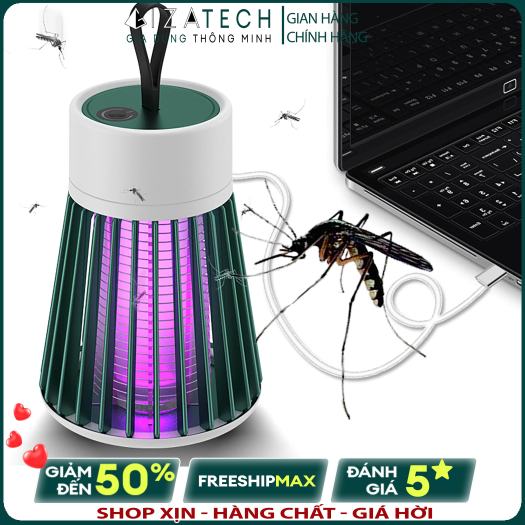 LIZATECH
GIA DỤNG THÔNG MINH
GIAN HÀNG
CHÍNH HÃNG
GIẢM
ĐẾN 50%
FREESHIPMAX
ĐÁNH
GIÁ 5
SHOP XỊN - HÀNG CHẤT - GIÁ HỜI